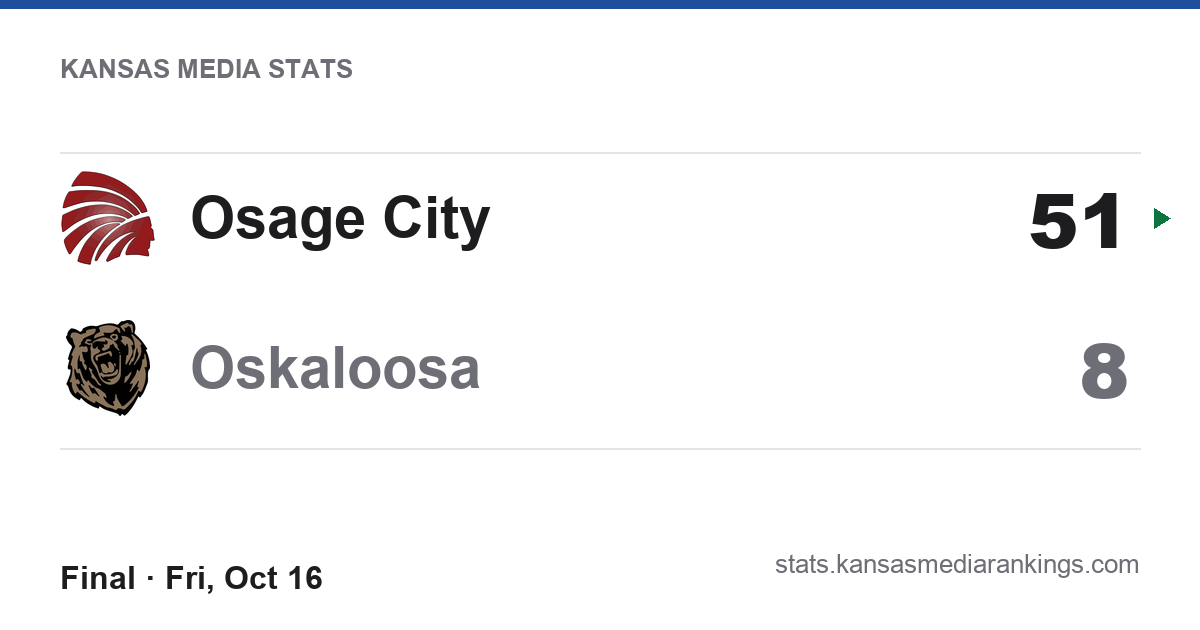 KANSAS MEDIA STATS
Osage City 51
Oskaloosa 8
Final · Fri, Oct 16
stats.kansasmediarankings.com